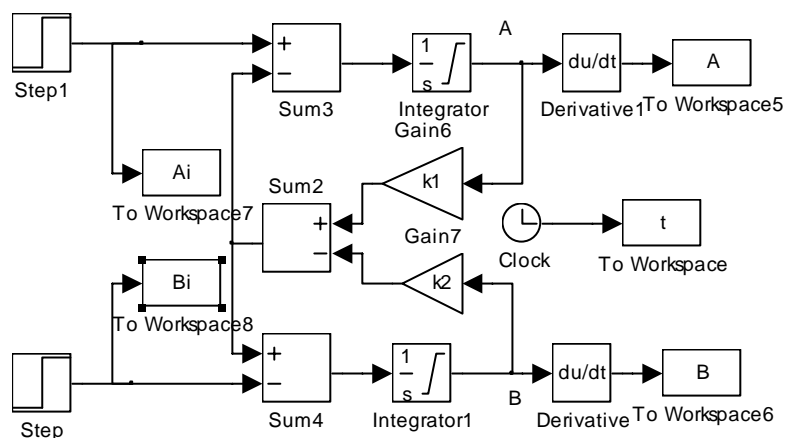 A
+
−
1
s
du/dt
A
Step1
Sum3
Integrator
Derivative1
To Workspace5
Gain6
Ai
Sum2
k1
To Workspace7
+
−
Gain7
t
Clock
To Workspace
Bi
k2
To Workspace8
+
−
1
s
du/dt
B
B
Step
Sum4
Integrator1
Derivative
To Workspace6